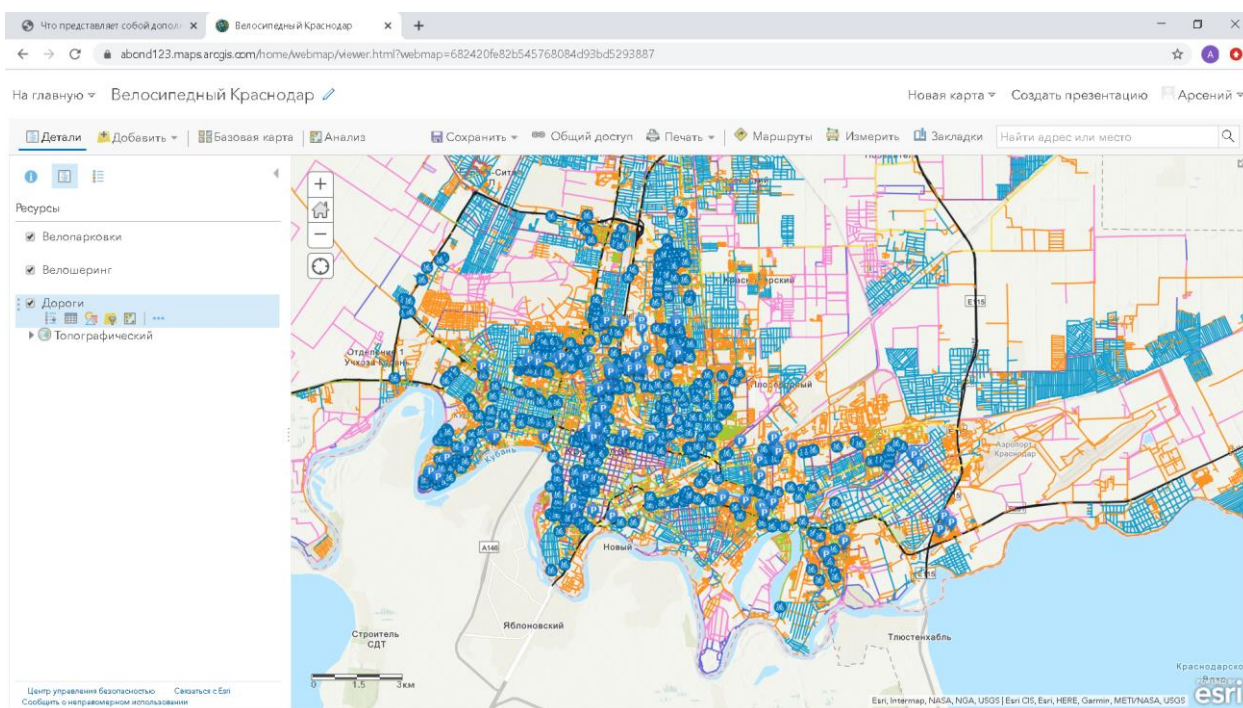 Что представляет собой допол
Велосипедный Краснодар
abond123.maps.arcgis.com/home/webmap/viewer.html?webmap=682420fe82b545768084d93bd5293887
A
На главную
Велосипедный Краснодар
Новая карта
Создать презентацию
Арсений
Детали
Добавить
Базовая карта
Анализ
Сохранить
Общий доступ
Печать
Маршруты
Измерить
Закладки
Найти адрес или место
Ресурсы
Велопарковки
Велошеринг
Дороги
Топографический
E115
Отделение 1
Учхоза Кубань
Плодородный
Кубань
Аэропорт
Краснодар
A146
Новый
E115
Яблоновский
Строитель
СДТ
Тлюстенхабль
0 1.5 3км
Центр управления безопасностью Связаться с Esri
Сообщить о неправомерном использовании
Esri, Intermap, NASA, NGA, USGS | Esri CIS, Esri, HERE, Garmin, METI/NASA, USGS
esri